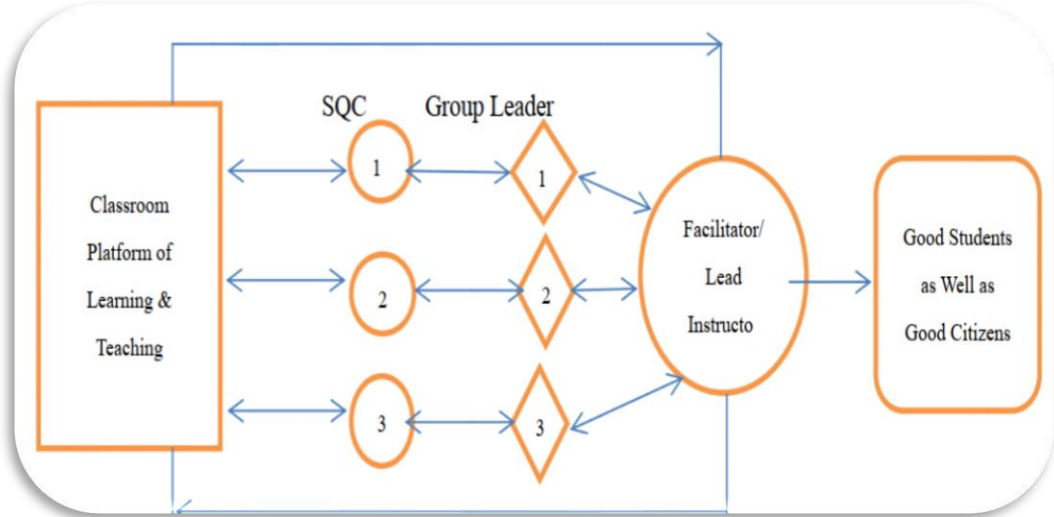 SQC
Group Leader
1
1
2
2
3
3
Classroom
Platform of
Learning &
Teaching
Facilitator/
Lead
Instructo
Good Students
as Well as
Good Citizens